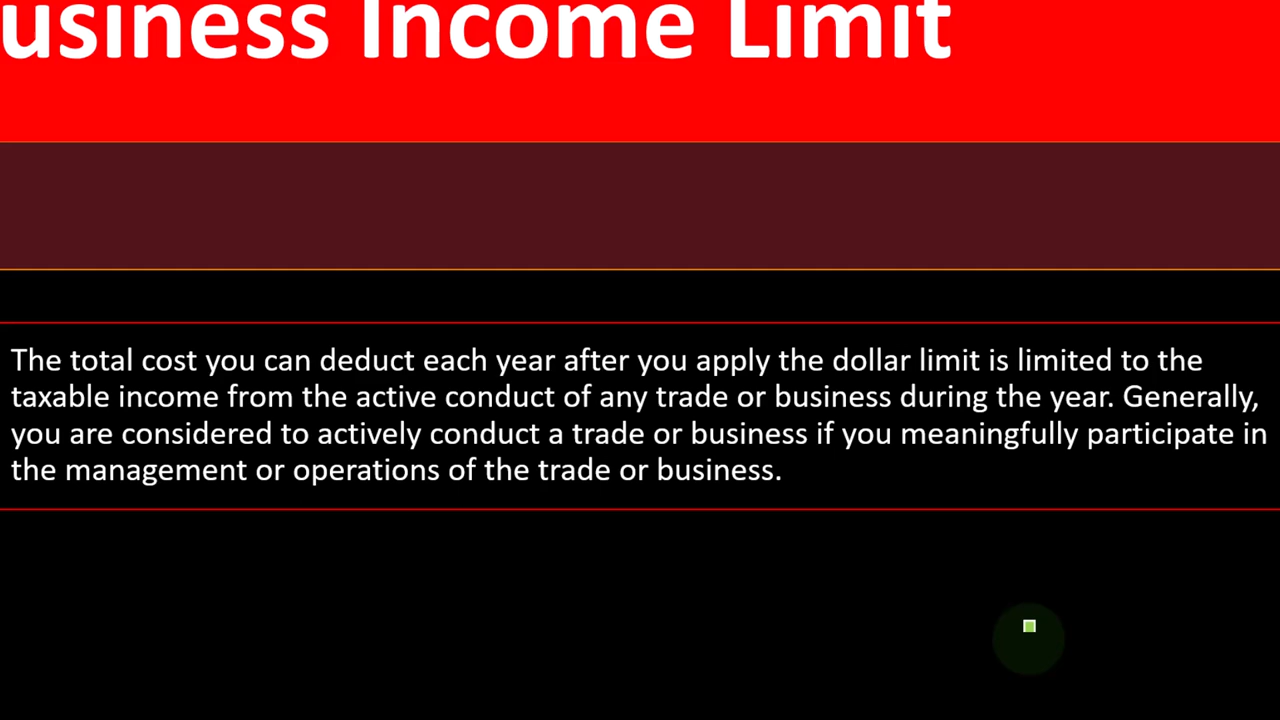 usiness Income Limit
The total cost you can deduct each year after you apply the dollar limit is limited to the
taxable income from the active conduct of any trade or business during the year. Generally,
you are considered to actively conduct a trade or business if you meaningfully participate in
the management or operations of the trade or business.